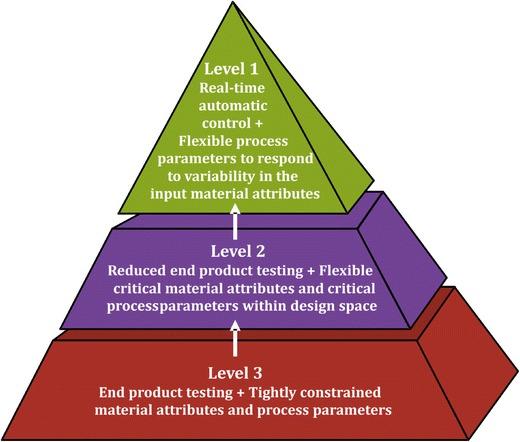 Level 1
Real-time
automatic
control +
Flexible process
parameters to respond
to variability in the
input material attributes
Level 2
Reduced end product testing + Flexible
critical material attributes and critical
processparameters within design space
Level 3
End product testing + Tightly constrained
material attributes and process parameters